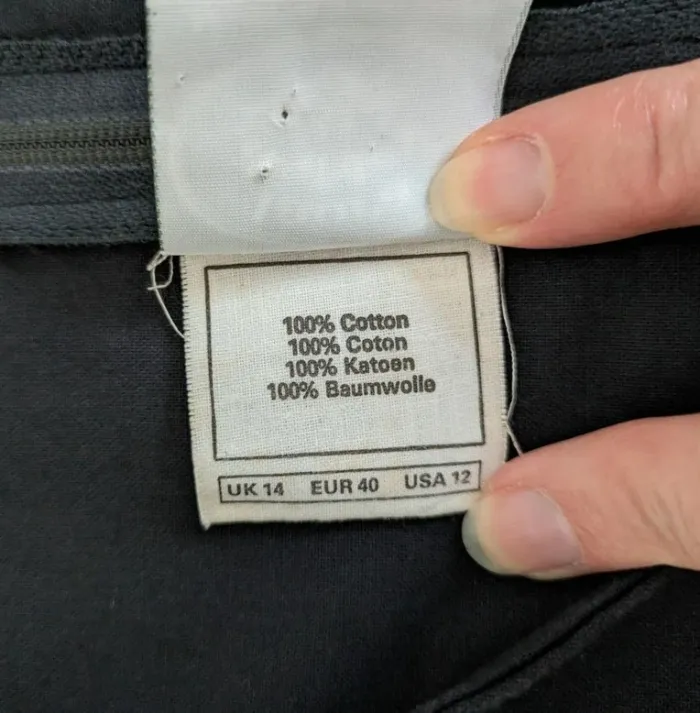 100% Cotton
100% Coton
100% Katoen
100% Baumwolle
UK 14 EUR 40 USA 12